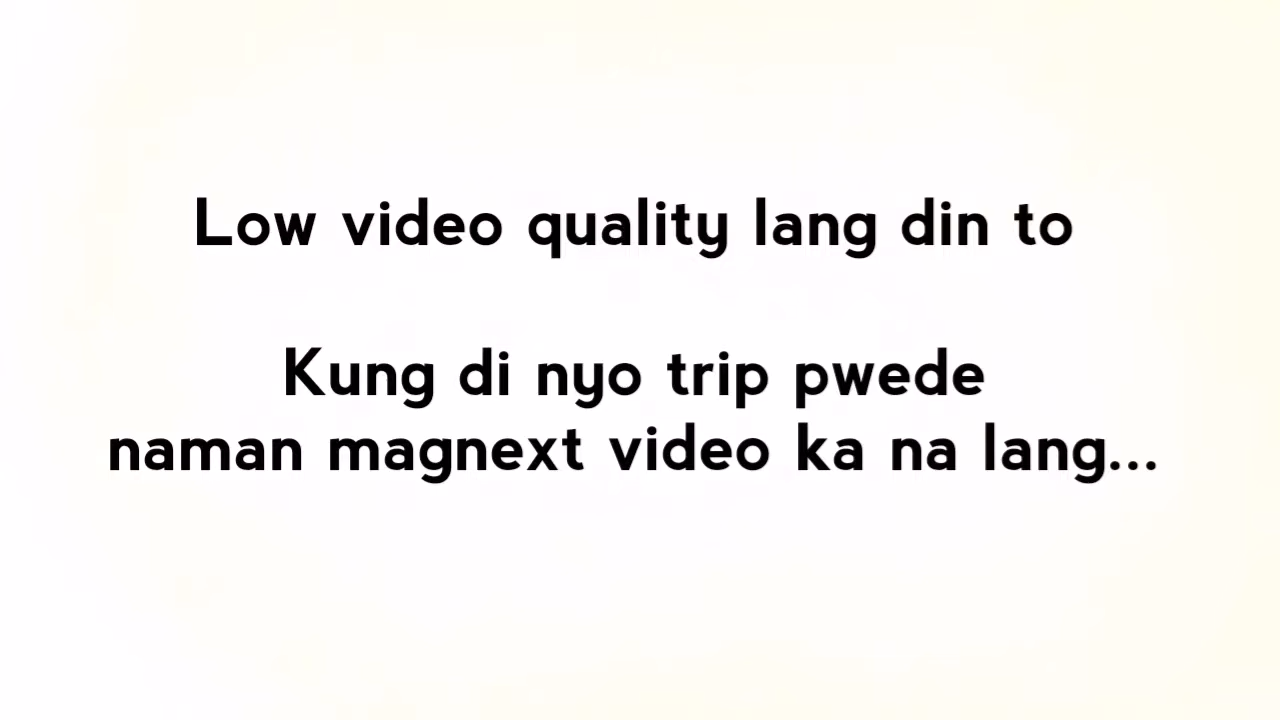 Low video quality lang din to
Kung di nyo trip pwede
naman magnext video ka na lang...